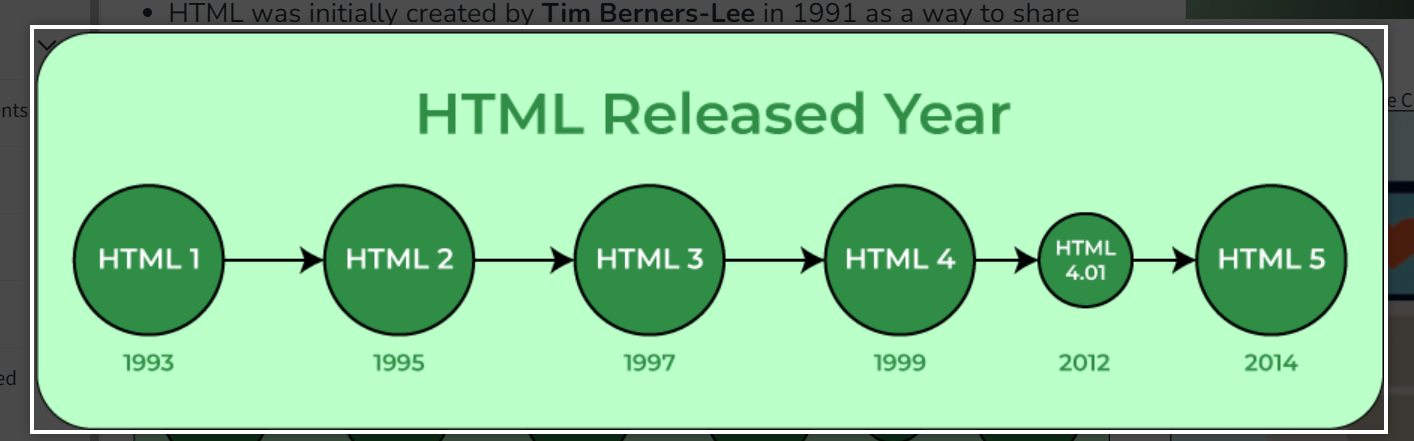 HTML was initially created by Tim Berners-Lee in 1991 as a way to share
nts
e C
HTML Released Year
HTML 1
HTML 2
HTML 3
HTML 4
HTML
4.01
HTML 5
1993
1995
1997
1999
2012
2014
ed